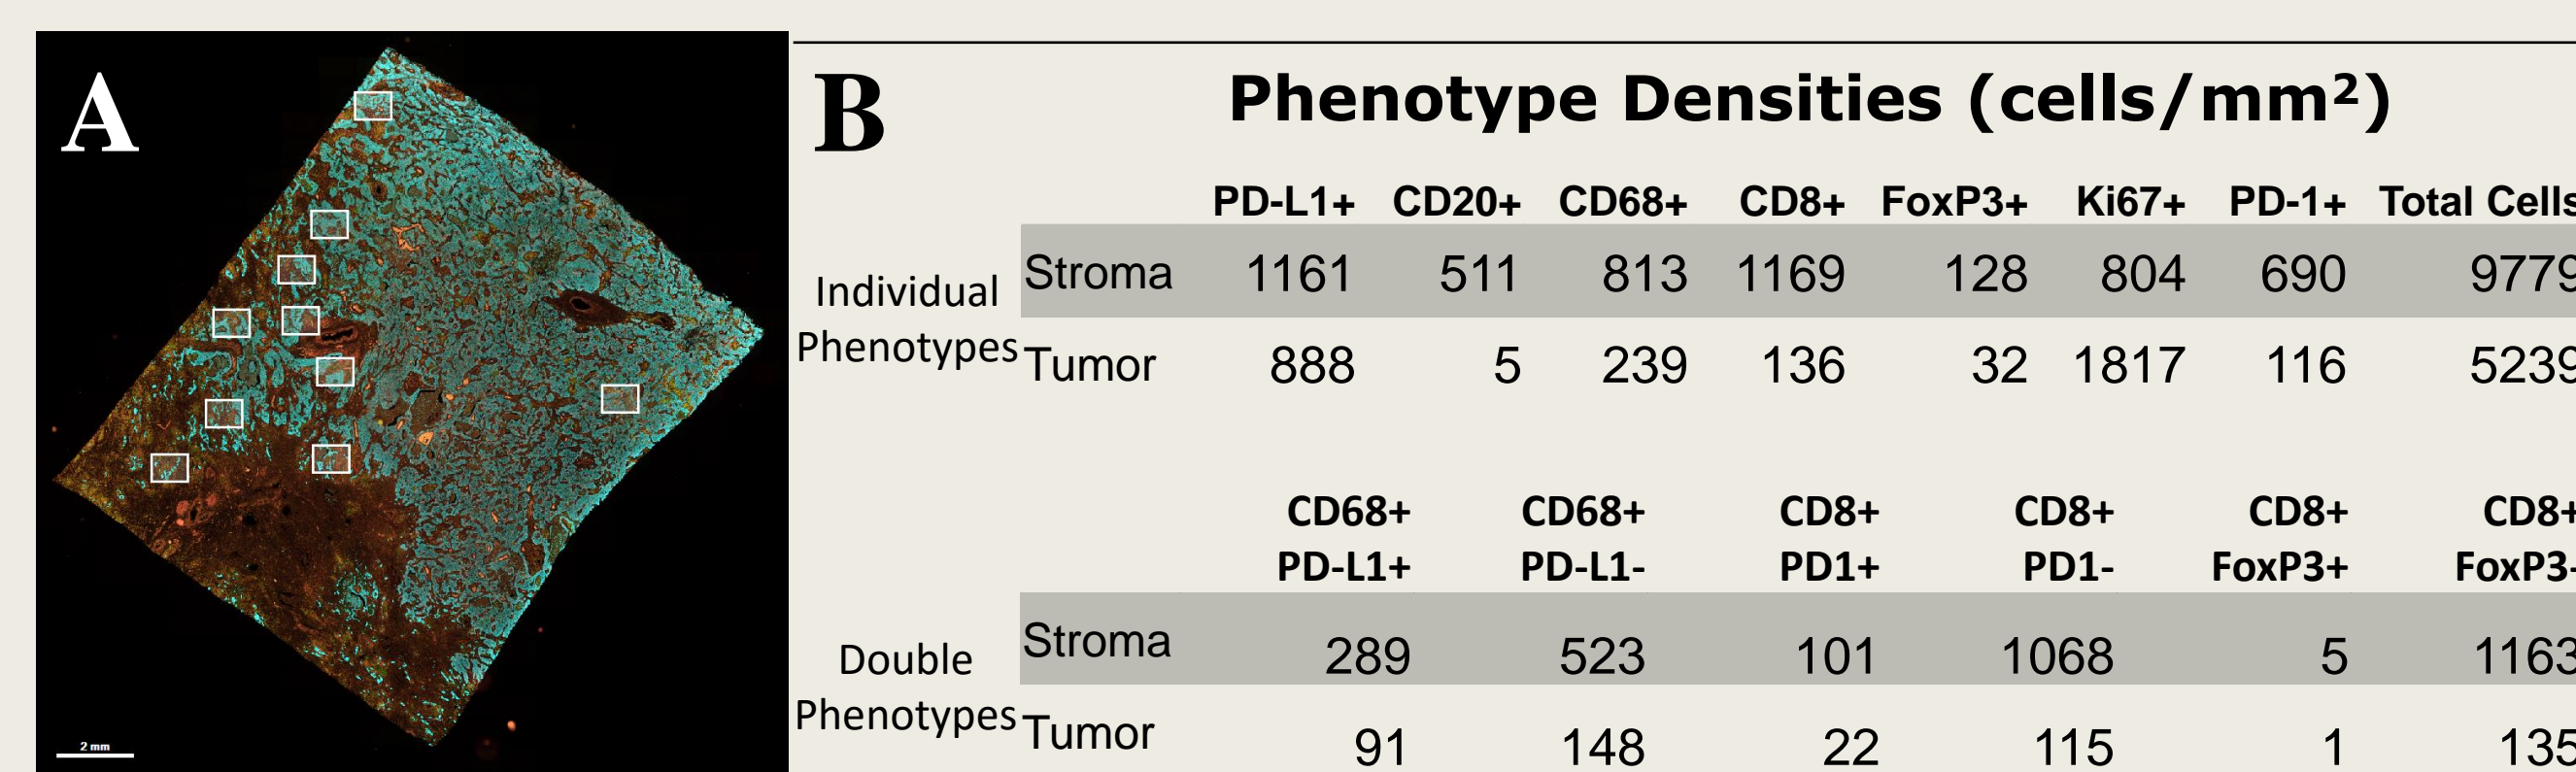 A
2 mm
B
Phenotype Densities (cells/mm²)
PD-L1+ CD20+ CD68+ CD8+ FoxP3+ Ki67+ PD-1+ Total Cells
Individual Phenotypes
Stroma 1161 511 813 1169 128 804 690 9779
Tumor 888 5 239 136 32 1817 116 5239
CD68+ CD68+ CD8+ CD8+ CD8+ CD8+
PD-L1+ PD-L1- PD1+ PD1- FoxP3+ FoxP3-
Double Phenotypes
Stroma 289 523 101 1068 5 1163
Tumor 91 148 22 115 1 135